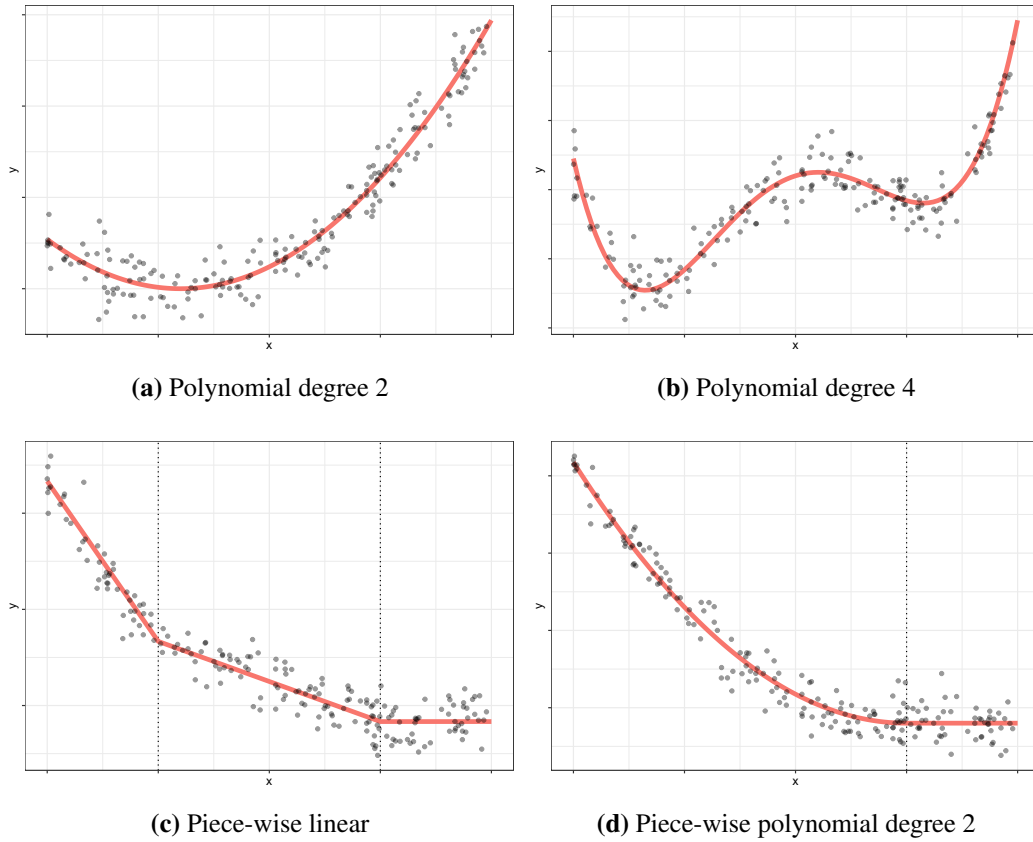 y
y
x
x
(a) Polynomial degree 2
(b) Polynomial degree 4
y
y
x
x
(c) Piece-wise linear
(d) Piece-wise polynomial degree 2